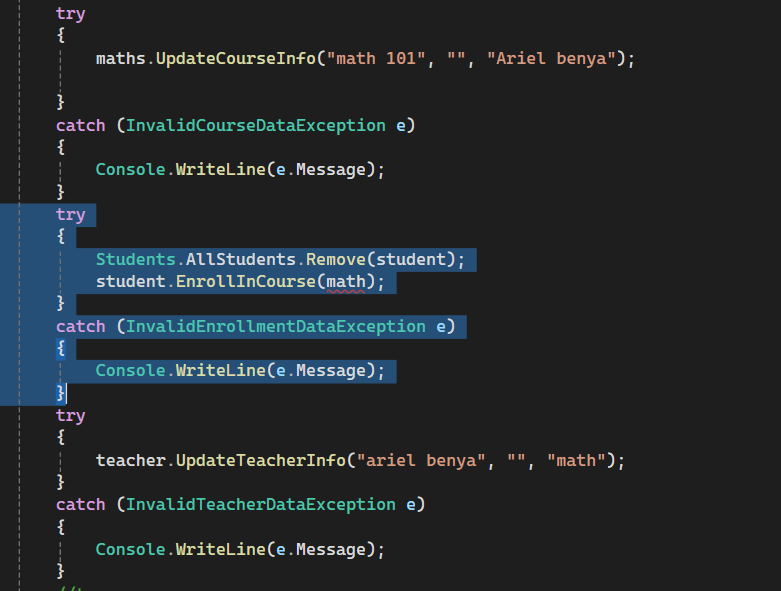 try
{
maths.UpdateCourseInfo("math 101", "", "Ariel benya");
}
catch (InvalidCourseDataException e)
{
Console.WriteLine(e.Message);
}
try
{
Students.AllStudents.Remove(student);
student.EnrollInCourse(math);
}
catch (InvalidEnrollmentDataException e)
{
Console.WriteLine(e.Message);
}
try
{
teacher.UpdateTeacherInfo("ariel benya", "", "math");
}
catch (InvalidTeacherDataException e)
{
Console.WriteLine(e.Message);
}